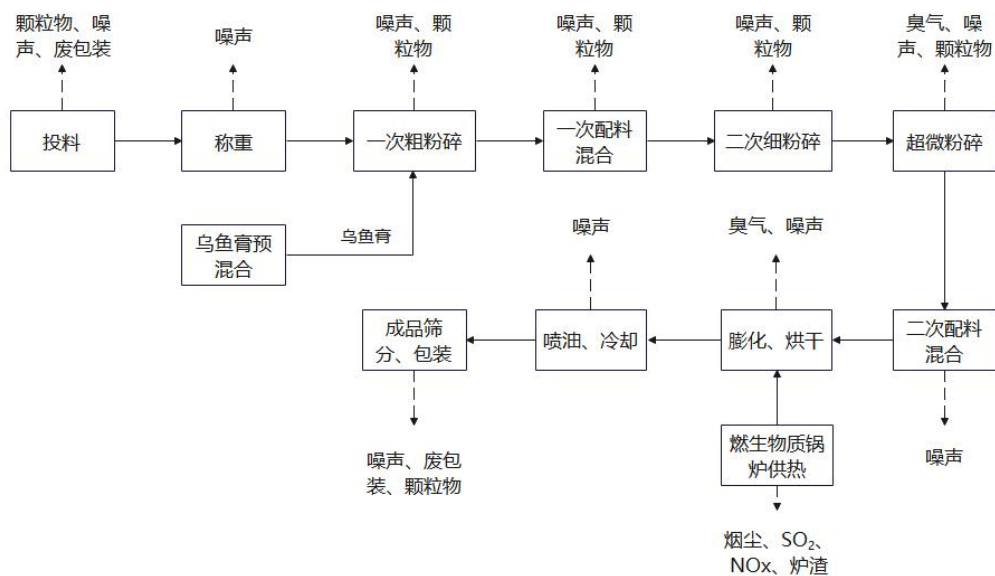 颗粒物、噪
声、废包装
噪声
噪声、颗
粒物
噪声、颗
粒物
噪声、颗
粒物
臭气、噪
声、颗粒物
投料
称重
一次粗粉碎
一次配料
混合
二次细粉碎
超微粉碎
乌鱼膏预
混合
乌鱼膏
噪声
臭气、噪声
成品筛
分、包装
喷油、冷却
膨化、烘干
二次配料
混合
噪声、废包
装、颗粒物
燃生物质锅
炉供热
噪声
烟尘、SO₂、
NOx、炉渣